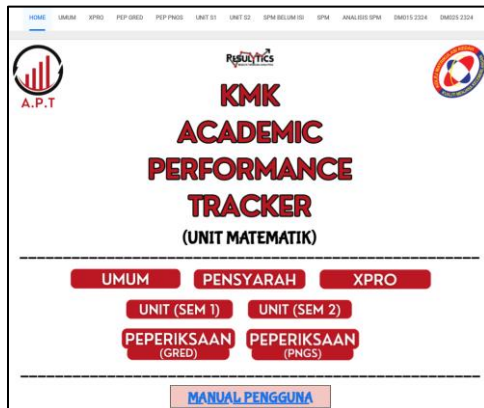 HOME UMUM XPRO PEP GRED PEP PNGS UNIT S1 UNIT S2 SPM BELUM ISI SPM ANALISIS SPM DM015 2324 DM025 2324
RESULYTICS
A.P.T
KMK
ACADEMIC
PERFORMANCE
TRACKER
(UNIT MATEMATIK)
UMUM PENSYARAH XPRO
UNIT (SEM 1) UNIT (SEM 2)
PEPERIKSAAN PEPERIKSAAN
(GRED) (PNGS)
MANUAL PENGGUNA